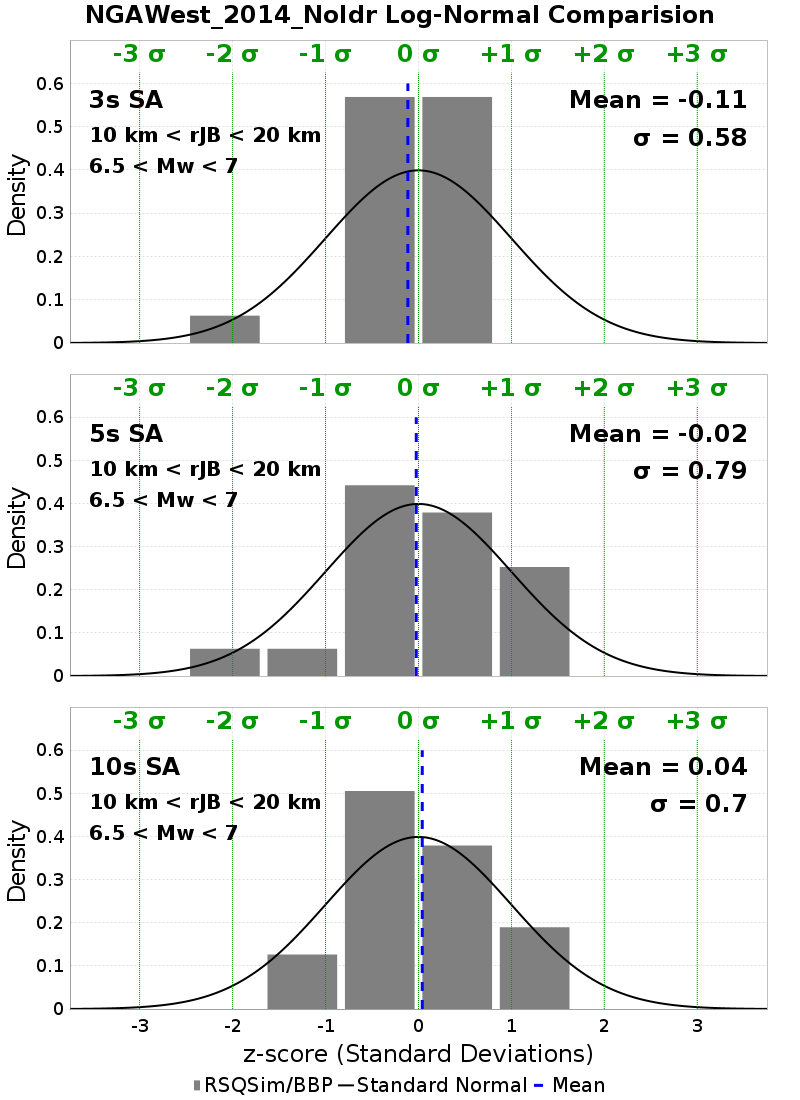 NGAWest_2014_NoIdr Log-Normal Comparision
-3 σ -2 σ -1 σ 0 σ +1 σ +2 σ +3 σ
3s SA
10 km < rJB < 20 km
6.5 < Mw < 7
Mean = -0.11
σ = 0.58
Density
0.6
0.5
0.4
0.3
0.2
0.1
0
-3 σ -2 σ -1 σ 0 σ +1 σ +2 σ +3 σ
5s SA
10 km < rJB < 20 km
6.5 < Mw < 7
Mean = -0.02
σ = 0.79
Density
0.6
0.5
0.4
0.3
0.2
0.1
0
-3 σ -2 σ -1 σ 0 σ +1 σ +2 σ +3 σ
10s SA
10 km < rJB < 20 km
6.5 < Mw < 7
Mean = 0.04
σ = 0.7
Density
0.6
0.5
0.4
0.3
0.2
0.1
0
-3 -2 -1 0 1 2 3
z-score (Standard Deviations)
RSQSim/BBP Standard Normal Mean